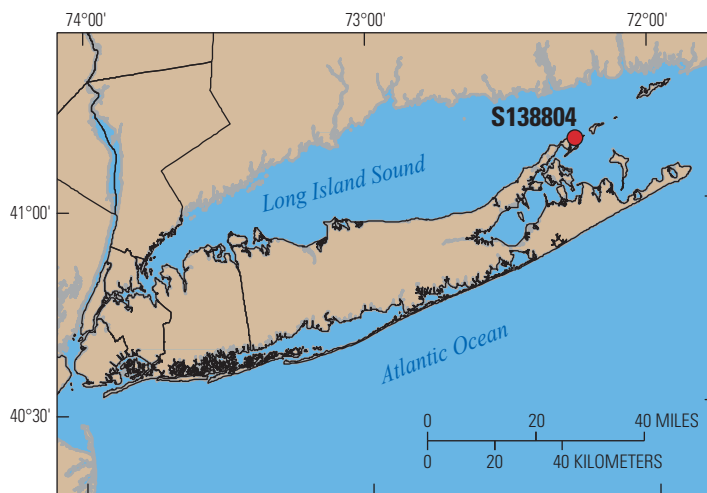 74°00' 73°00' 72°00'
S138804
Long Island Sound
41°00'
Atlantic Ocean
40°30'
0 20 40 MILES
0 20 40 KILOMETERS